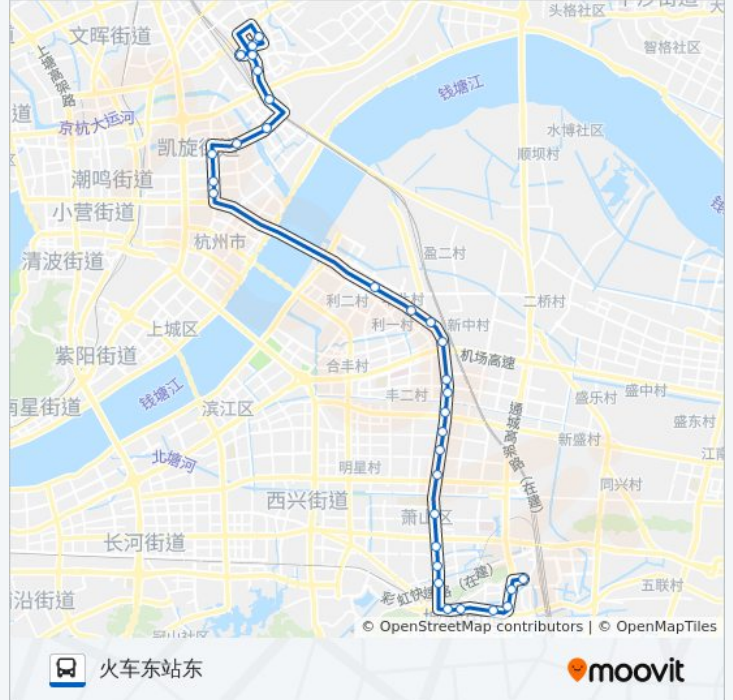 文晖街道
头格社区
智格社区
上塘高架路
钱塘江
道
京杭大运河
水博社区
凯旋街
顺坝村
潮鸣街道
小营街道
杭州市
盈二村
清波街道
利二村
二桥村
利一村
新中村
上城区
紫阳街道
机场高速
合丰村
钱塘江
丰二村
盛中村
盛乐村
南星街道
滨江区
通城高架路(在建)
盛东村
新盛村
北塘河
明星村
同兴村
西兴街道
萧山区
长河街道
彩虹快速路(在建)
五联村
浦沿街道
© OpenStreetMap contributors | © OpenMapTiles
火车东站东
moovit